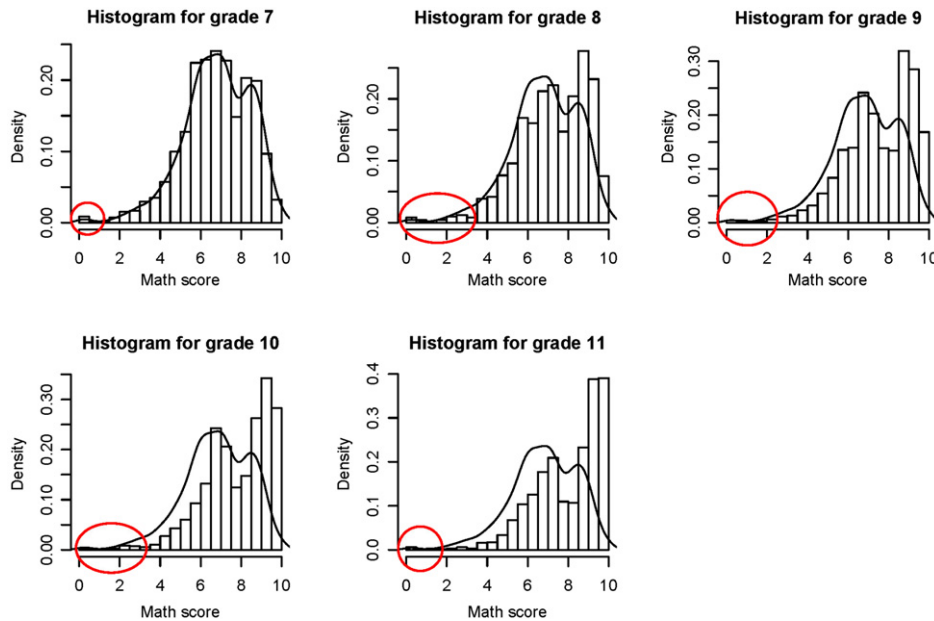 Histogram for grade 7
Density
0.00 0.10 0.20
0 2 4 6 8 10
Math score
Histogram for grade 8
Density
0.00 0.10 0.20
0 2 4 6 8 10
Math score
Histogram for grade 9
Density
0.00 0.10 0.20 0.30
0 2 4 6 8 10
Math score
Histogram for grade 10
Density
0.00 0.10 0.20 0.30
0 2 4 6 8 10
Math score
Histogram for grade 11
Density
0.0 0.1 0.2 0.3 0.4
0 2 4 6 8 10
Math score